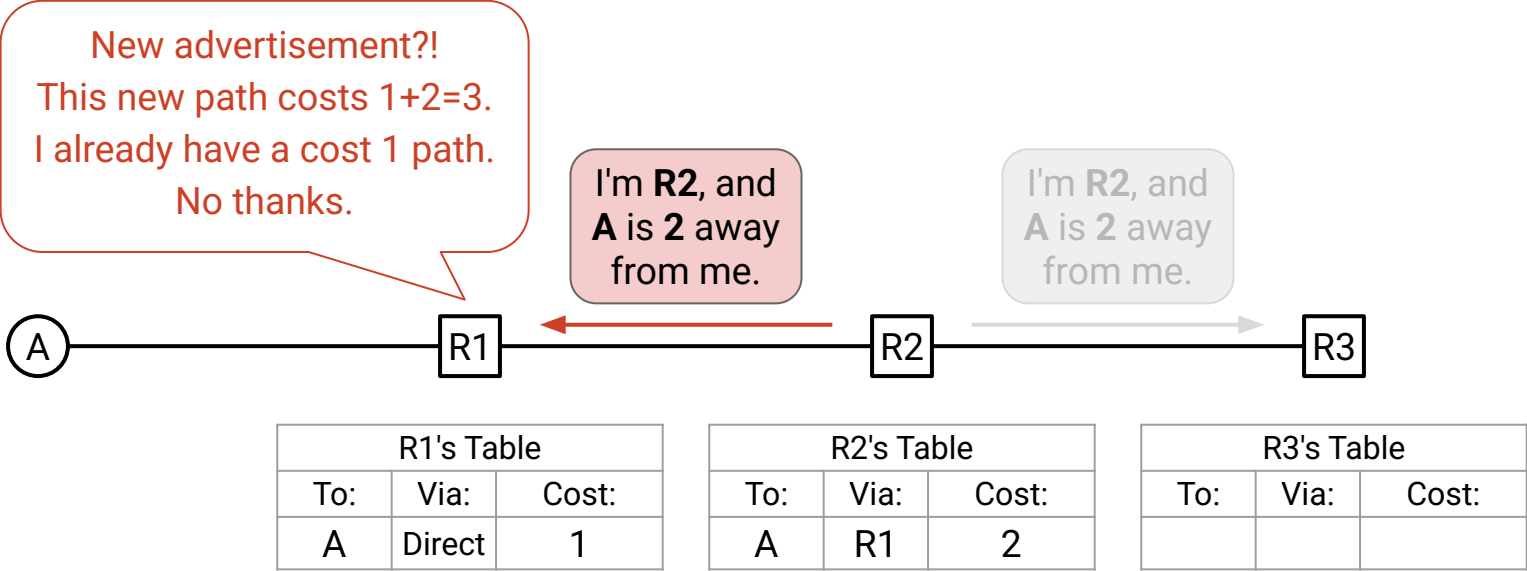 New advertisement?!
This new path costs 1+2=3.
I already have a cost 1 path.
No thanks.
I'm R2, and
A is 2 away
from me.
I'm R2, and
A is 2 away
from me.
A
R1
R2
R3
R1's Table
To: Via: Cost:
A Direct 1
R2's Table
To: Via: Cost:
A R1 2
R3's Table
To: Via: Cost: